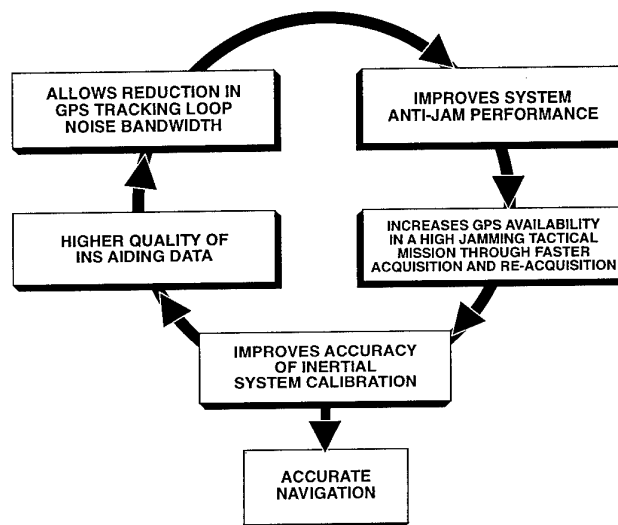 ALLOWS REDUCTION IN
GPS TRACKING LOOP
NOISE BANDWIDTH
IMPROVES SYSTEM
ANTI-JAM PERFORMANCE
HIGHER QUALITY OF
INS AIDING DATA
INCREASES GPS AVAILABILITY
IN A HIGH JAMMING TACTICAL
MISSION THROUGH FASTER
ACQUISITION AND RE-ACQUISITION
IMPROVES ACCURACY
OF INERTIAL
SYSTEM CALIBRATION
ACCURATE
NAVIGATION